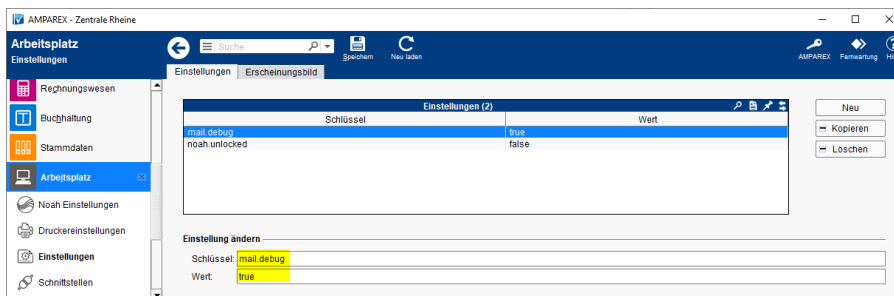 AMPAREX - Zentrale Rheine
Arbeitsplatz
Einstellungen
Suche
Speichern
Neu laden
AMPAREX
Fernwartung
Einstellungen
Erscheinungsbild
Rechnungswesen
Buchhaltung
Stammdaten
Arbeitsplatz
Noah Einstellungen
Druckereinstellungen
Einstellungen
Schnittstellen
Einstellungen (2)
Schlüssel Wert
mail.debug true
noah.unlocked false
Neu
Kopieren
Löschen
Einstellung ändern
Schlüssel: mail.debug
Wert: true